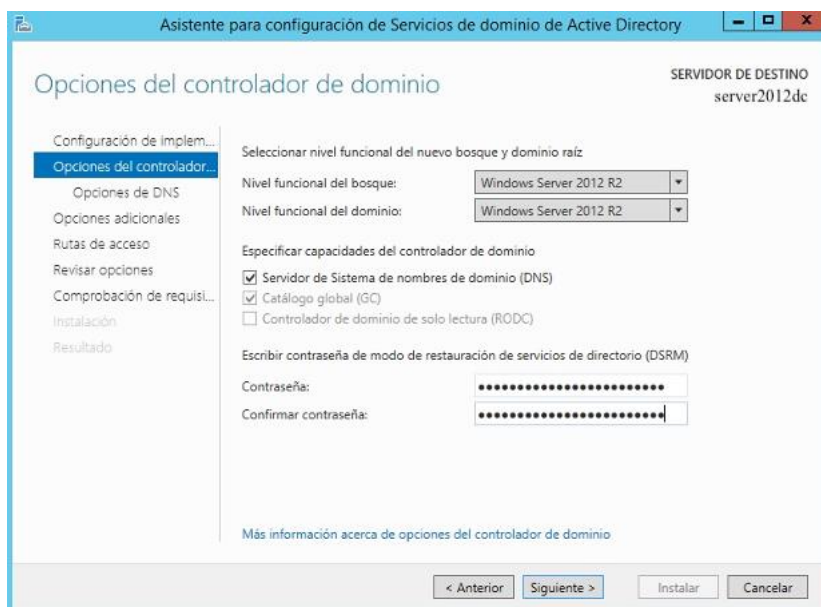 Asistente para configuración de Servicios de dominio de Active Directory
Opciones del controlador de dominio
SERVIDOR DE DESTINO
server2012dc
Configuración de implem...
Opciones del controlador...
Opciones de DNS
Opciones adicionales
Rutas de acceso
Revisar opciones
Comprobación de requisi...
Instalación
Resultado
Seleccionar nivel funcional del nuevo bosque y dominio raíz
Nivel funcional del bosque: Windows Server 2012 R2
Nivel funcional del dominio: Windows Server 2012 R2
Especificar capacidades del controlador de dominio
Servidor de Sistema de nombres de dominio (DNS)
Catálogo global (GC)
Controlador de dominio de solo lectura (RODC)
Escribir contraseña de modo de restauración de servicios de directorio (DSRM)
Contraseña: ●●●●●●●●●●●●●●●●●●●●●●●●
Confirmar contraseña: ●●●●●●●●●●●●●●●●●●●●●●●●
Más información acerca de opciones del controlador de dominio
< Anterior Siguiente > Instalar Cancelar